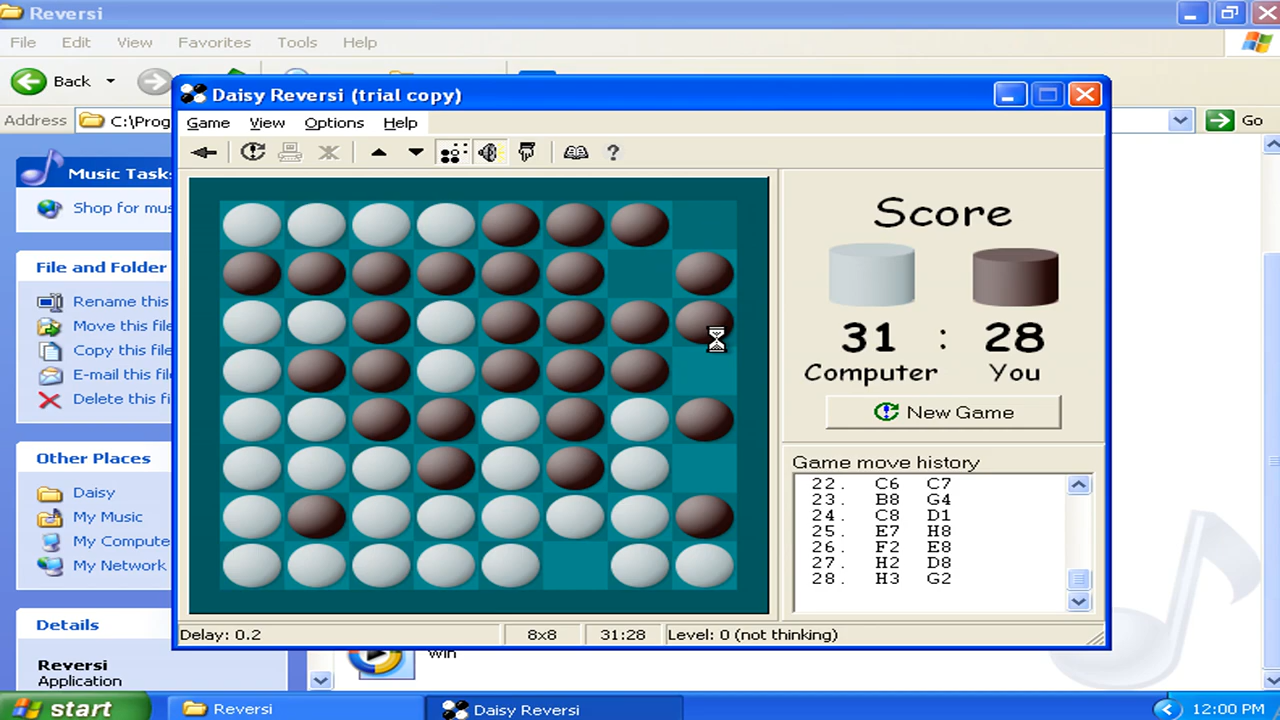 Reversi
File Edit View Favorites Tools Help
Back
Address C:\Prog Go
Daisy Reversi (trial copy)
Game View Options Help
Music Task
Shop for mus
File and Folder
Rename this
Move this file
Copy this file
E-mail this fi
Delete this fi
Other Places
Daisy
My Music
My Compute
My Network
Details
Reversi
Application
Score
31 : 28
Computer You
New Game
Game move history
22. C6 C7
23. B8 G4
24. C8 D1
25. E7 H8
26. F2 E8
27. H2 D8
28. H3 G2
Delay: 0.2 8x8 31:28 Level: 0 (not thinking)
start Reversi Daisy Reversi 12:00 PM